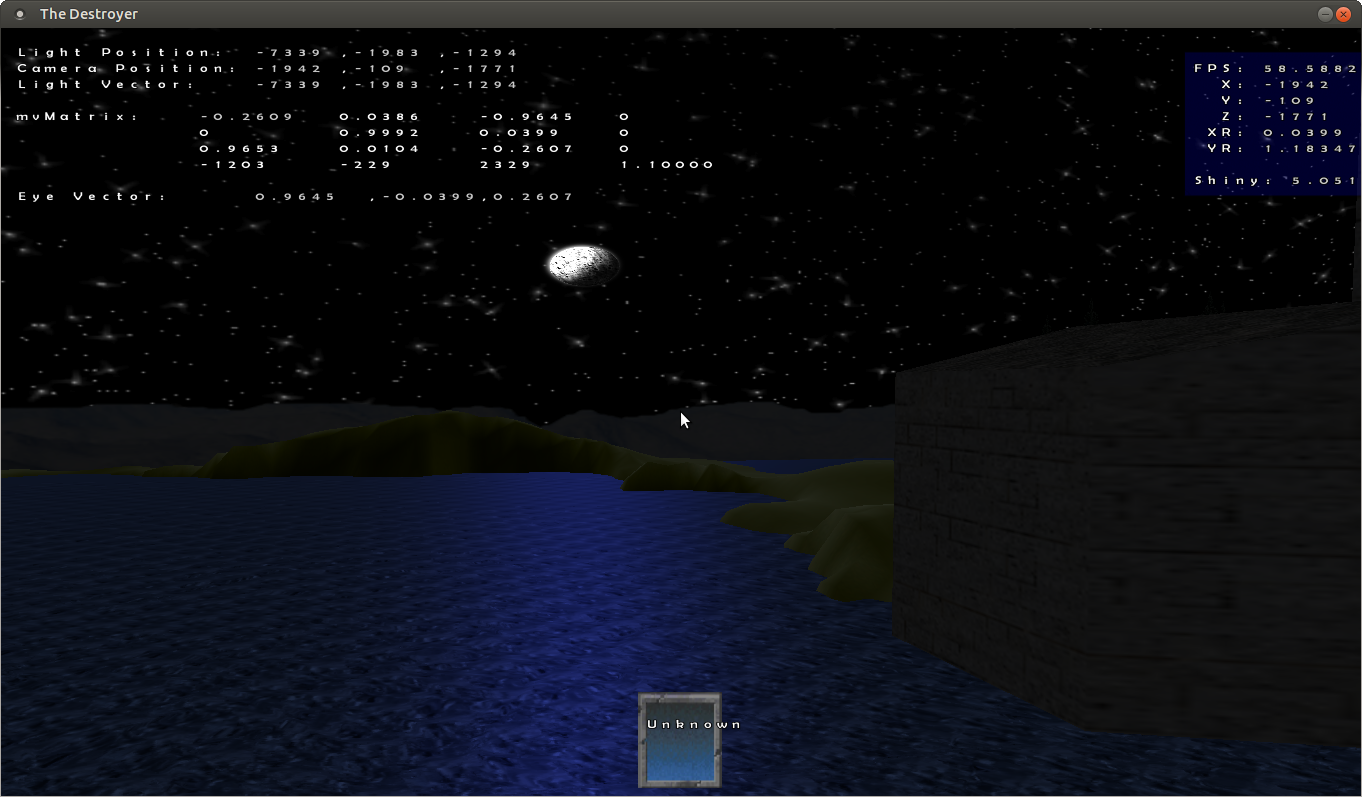 The Destroyer
Light Position: -7339 ,-1983 ,-1294
Camera Position: -1942 ,-109 ,-1771
Light Vector: -7339 ,-1983 ,-1294
mvMatrix: -0.2609 0.0386 -0.9645 0
0 0.9992 0.0399 0
0.9653 0.0104 -0.2607 0
-1203 -229 2329 1.10000
Eye Vector: 0.9645 ,-0.0399,0.2607
FPS: 58.5882
X: -1942
Y: -109
Z: -1771
XR: 0.0399
YR: 1.18347
Shiny: 5.051
Unknown